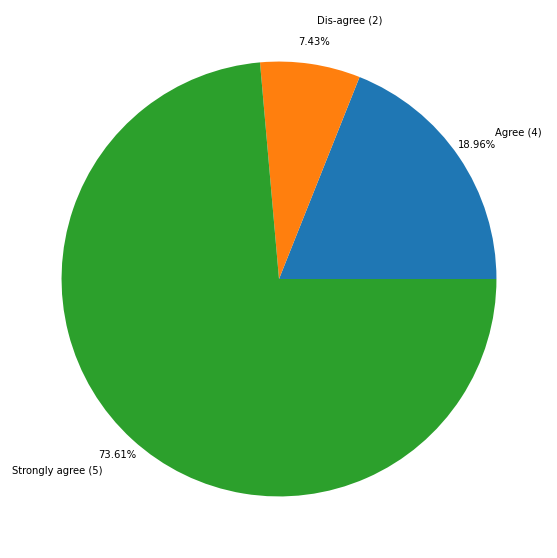 Dis-agree (2)
7.43%
Agree (4)
18.96%
73.61%
Strongly agree (5)